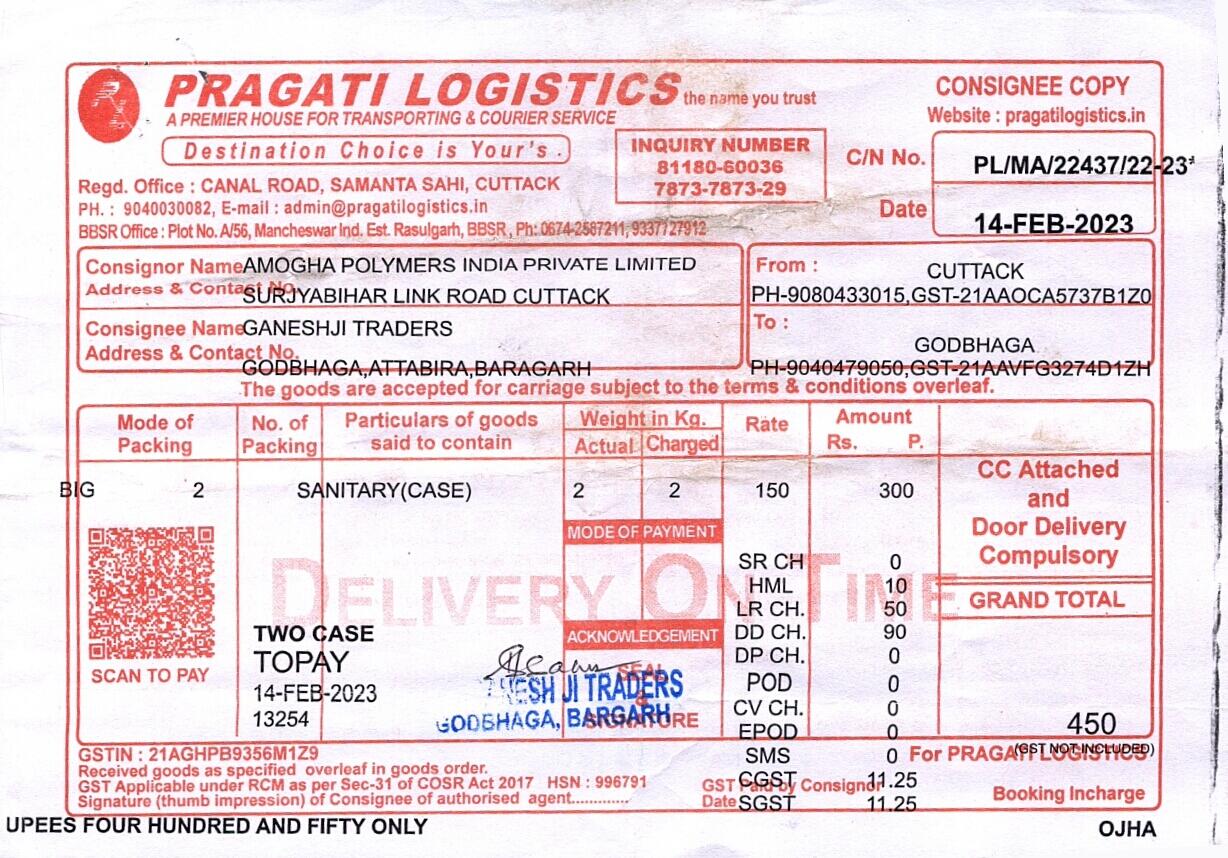 PRAGATI LOGISTICS the name you trust
A PREMIER HOUSE FOR TRANSPORTING & COURIER SERVICE
Destination Choice is Your's .
CONSIGNEE COPY
Website : pragatilogistics.in
INQUIRY NUMBER
81180-60036
7873-7873-29
C/N No. PL/MA/22437/22-23
Date 14-FEB-2023
Regd. Office : CANAL ROAD, SAMANTA SAHI, CUTTACK
PH. : 9040030082, E-mail : admin@pragatilogistics.in
BBSR Office : Plot No. A/56, Mancheswar Ind. Est. Rasulgarh, BBSR , Ph: 0674-2587211, 9337727912
Consignor Name AMOGHA POLYMERS INDIA PRIVATE LIMITED
Address & Contact No. SURJYABIHAR LINK ROAD CUTTACK
From : CUTTACK
PH-9080433015,GST-21AAOCA5737B1Z0
Consignee Name GANESHJI TRADERS
Address & Contact No. GODBHAGA,ATTABIRA,BARAGARH
To : GODBHAGA
PH-9040479050,GST-21AAVFG3274D1ZH
The goods are accepted for carriage subject to the terms & conditions overleaf.
Mode of Packing No. of Packing Particulars of goods said to contain Weight in Kg. Actual Charged Rate Amount Rs. P.
BIG 2 SANITARY(CASE) 2 2 150 300
CC Attached
and
Door Delivery
Compulsory
MODE OF PAYMENT
DELIVERY ON TIME
SR CH 0
HML 10
LR CH. 50
DD CH. 90
DP CH. 0
POD 0
CV CH. 0
EPOD 0
SMS 0
CGST 11.25
SGST 11.25
GRAND TOTAL
450
(GST NOT INCLUDED)
ACKNOWLEDGEMENT
SEAL
&
SIGNATURE
ESH JI TRADERS
GODBHAGA, BARGARH
SCAN TO PAY
TWO CASE
TOPAY
14-FEB-2023
13254
GSTIN : 21AGHPB9356M1Z9
Received goods as specified overleaf in goods order.
GST Applicable under RCM as per Sec-31 of COSR Act 2017 HSN : 996791
Signature (thumb impression) of Consignee of authorised agent.............
GST Paid by Consignor
Date
For PRAGATI LOGISTICS
Booking Incharge
UPEES FOUR HUNDRED AND FIFTY ONLY
OJHA